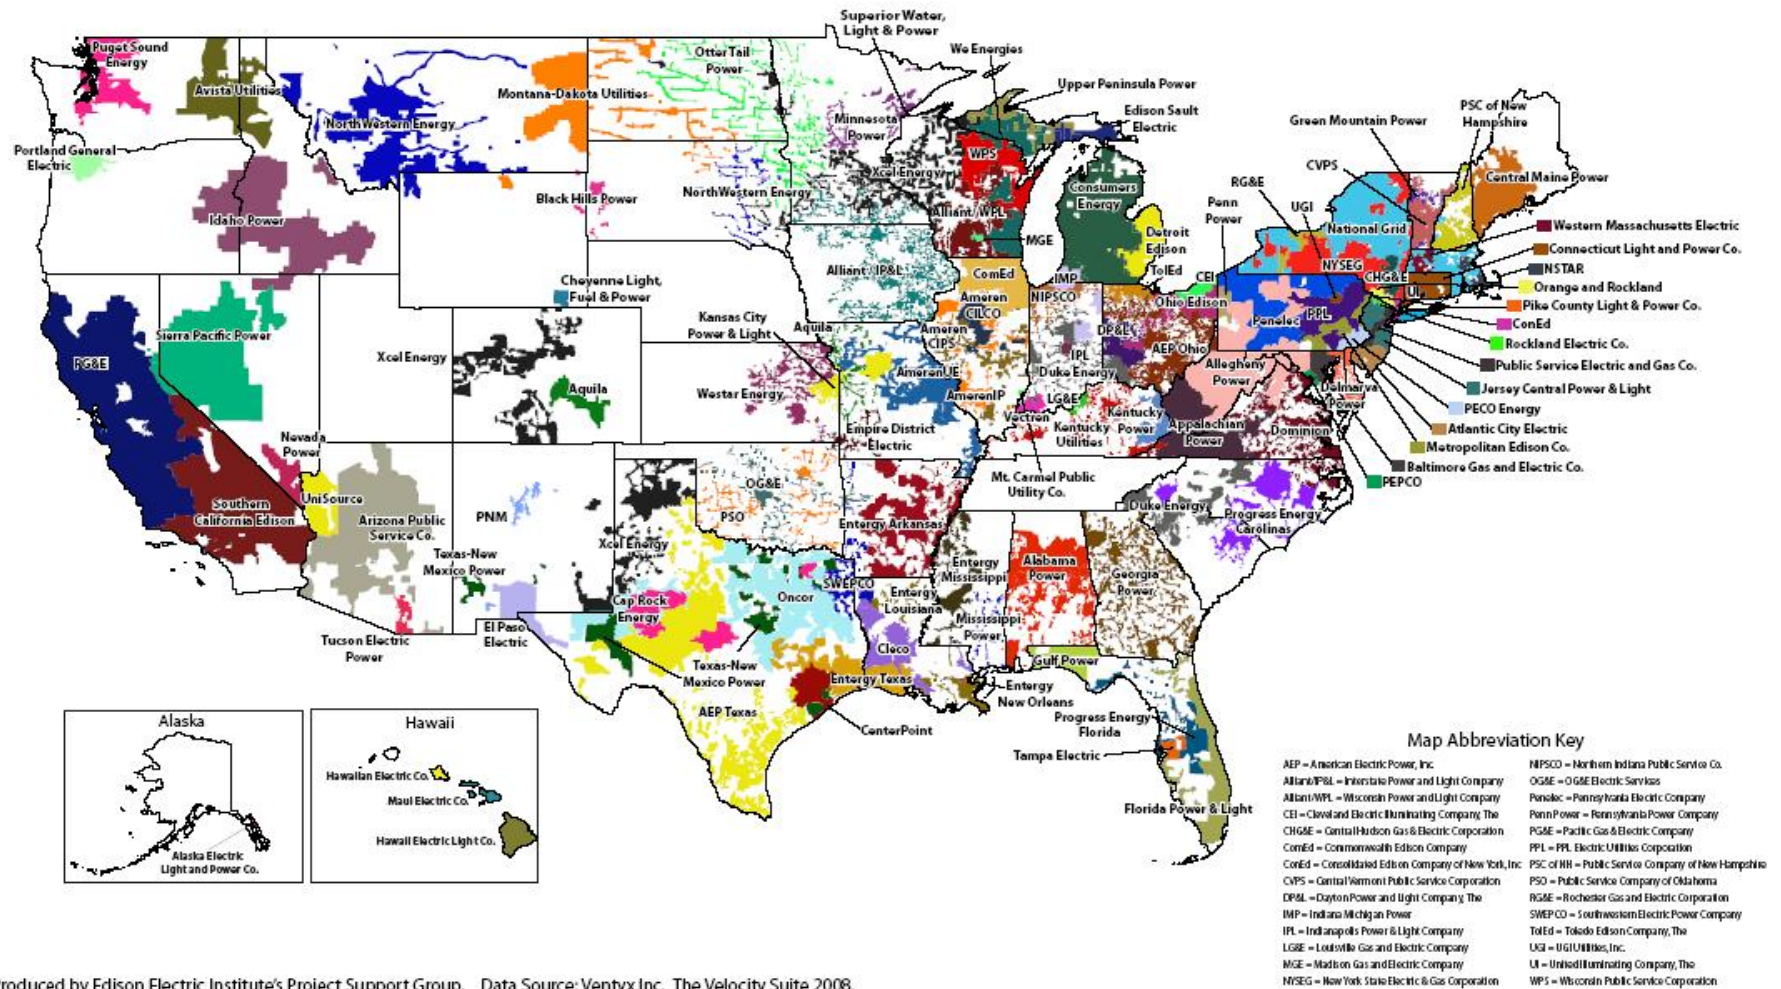 Superior Water,
Light & Power
We Energies
Puget Sound
Energy
Otter Tail
Power
Avista Utilities
Montana-Dakota Utilities
Upper Peninsula Power
NorthWestern Energy
Minnesota
Power
Edison Sault
Electric
PSC of New
Hampshire
Green Mountain Power
Portland General
Electric
WPS
CVPS
Xcel Energy
Central Maine Power
Consumers
Energy
RG&E
Idaho Power
Black Hills Power
NorthWestern Energy
Penn
Power
UGI
Alliant/WPL
National Grid
Western Massachusetts Electric
MGE
Detroit
Edison
Connecticut Light and Power Co.
Alliant/IP&L
ComEd
TolEd
CEI
NYSEG
CHG&E
NSTAR
Cheyenne Light,
Fuel & Power
IMP
UI
Orange and Rockland
Ameren
CILCO
NIPSCO
Ohio Edison
Pike County Light & Power Co.
Kansas City
Power & Light
Aquila
Ameren
CIPS
DP&L
Penelec
PPL
ConEd
Sierra Pacific Power
Rockland Electric Co.
Xcel Energy
IPL
AEP Ohio
PG&E
AmerenUE
Duke Energy
Allegheny
Power
Public Service Electric and Gas Co.
Aquila
Westar Energy
AmerenIP
LG&E
Delmarva
Power
Jersey Central Power & Light
Vectren
Kentucky
Power
PECO Energy
Empire District
Electric
Kentucky
Utilities
Appalachian
Power
Dominion
Atlantic City Electric
Nevada
Power
Metropolitan Edison Co.
Mt. Carmel Public
Utility Co.
Baltimore Gas and Electric Co.
OG&E
PEPCO
UniSource
Southern
California Edison
Arizona Public
Service Co.
PNM
PSO
Entergy Arkansas
Duke Energy
Progress Energy
Carolinas
Xcel Energy
Texas-New
Mexico Power
Entergy
Mississippi
Alabama
Power
Georgia
Power
SWEPCO
Cap Rock
Energy
Oncor
Entergy
Louisiana
Mississippi
Power
Tucson Electric
Power
El Paso
Electric
Cleco
Gulf Power
Texas-New
Mexico Power
Entergy Texas
Entergy
New Orleans
AEP Texas
CenterPoint
Progress Energy
Florida
Tampa Electric
Florida Power & Light
Alaska
Alaska Electric
Light and Power Co.
Hawaii
Hawaiian Electric Co.
Maui Electric Co.
Hawaii Electric Light Co.
Map Abbreviation Key
AEP = American Electric Power, Inc.
Alliant/IP&L = Interstate Power and Light Company
Alliant/WPL = Wisconsin Power and Light Company
CEI = Cleveland Electric Illuminating Company, The
CHG&E = Central Hudson Gas & Electric Corporation
ComEd = Commonwealth Edison Company
ConEd = Consolidated Edison Company of New York, Inc
CVPS = Central Vermont Public Service Corporation
DP&L = Dayton Power and Light Company, The
IMP = Indiana Michigan Power
IPL = Indianapolis Power & Light Company
LG&E = Louisville Gas and Electric Company
MGE = Madison Gas and Electric Company
NYSEG = New York State Electric & Gas Corporation
NIPSCO = Northern Indiana Public Service Co.
OG&E = OG&E Electric Services
Penelec = Pennsylvania Electric Company
Penn Power = Pennsylvania Power Company
PG&E = Pacific Gas & Electric Company
PPL = PPL Electric Utilities Corporation
PSC of NH = Public Service Company of New Hampshire
PSO = Public Service Company of Oklahoma
RG&E = Rochester Gas and Electric Corporation
SWEPCO = Southwestern Electric Power Company
TolEd = Toledo Edison Company, The
UGI = UGI Utilities, Inc.
UI = United Illuminating Company, The
WPS = Wisconsin Public Service Corporation
roduced by Edison Electric Institute's Project Support Group. Data Source: Ventyx Inc. The Velocity Suite 2008.